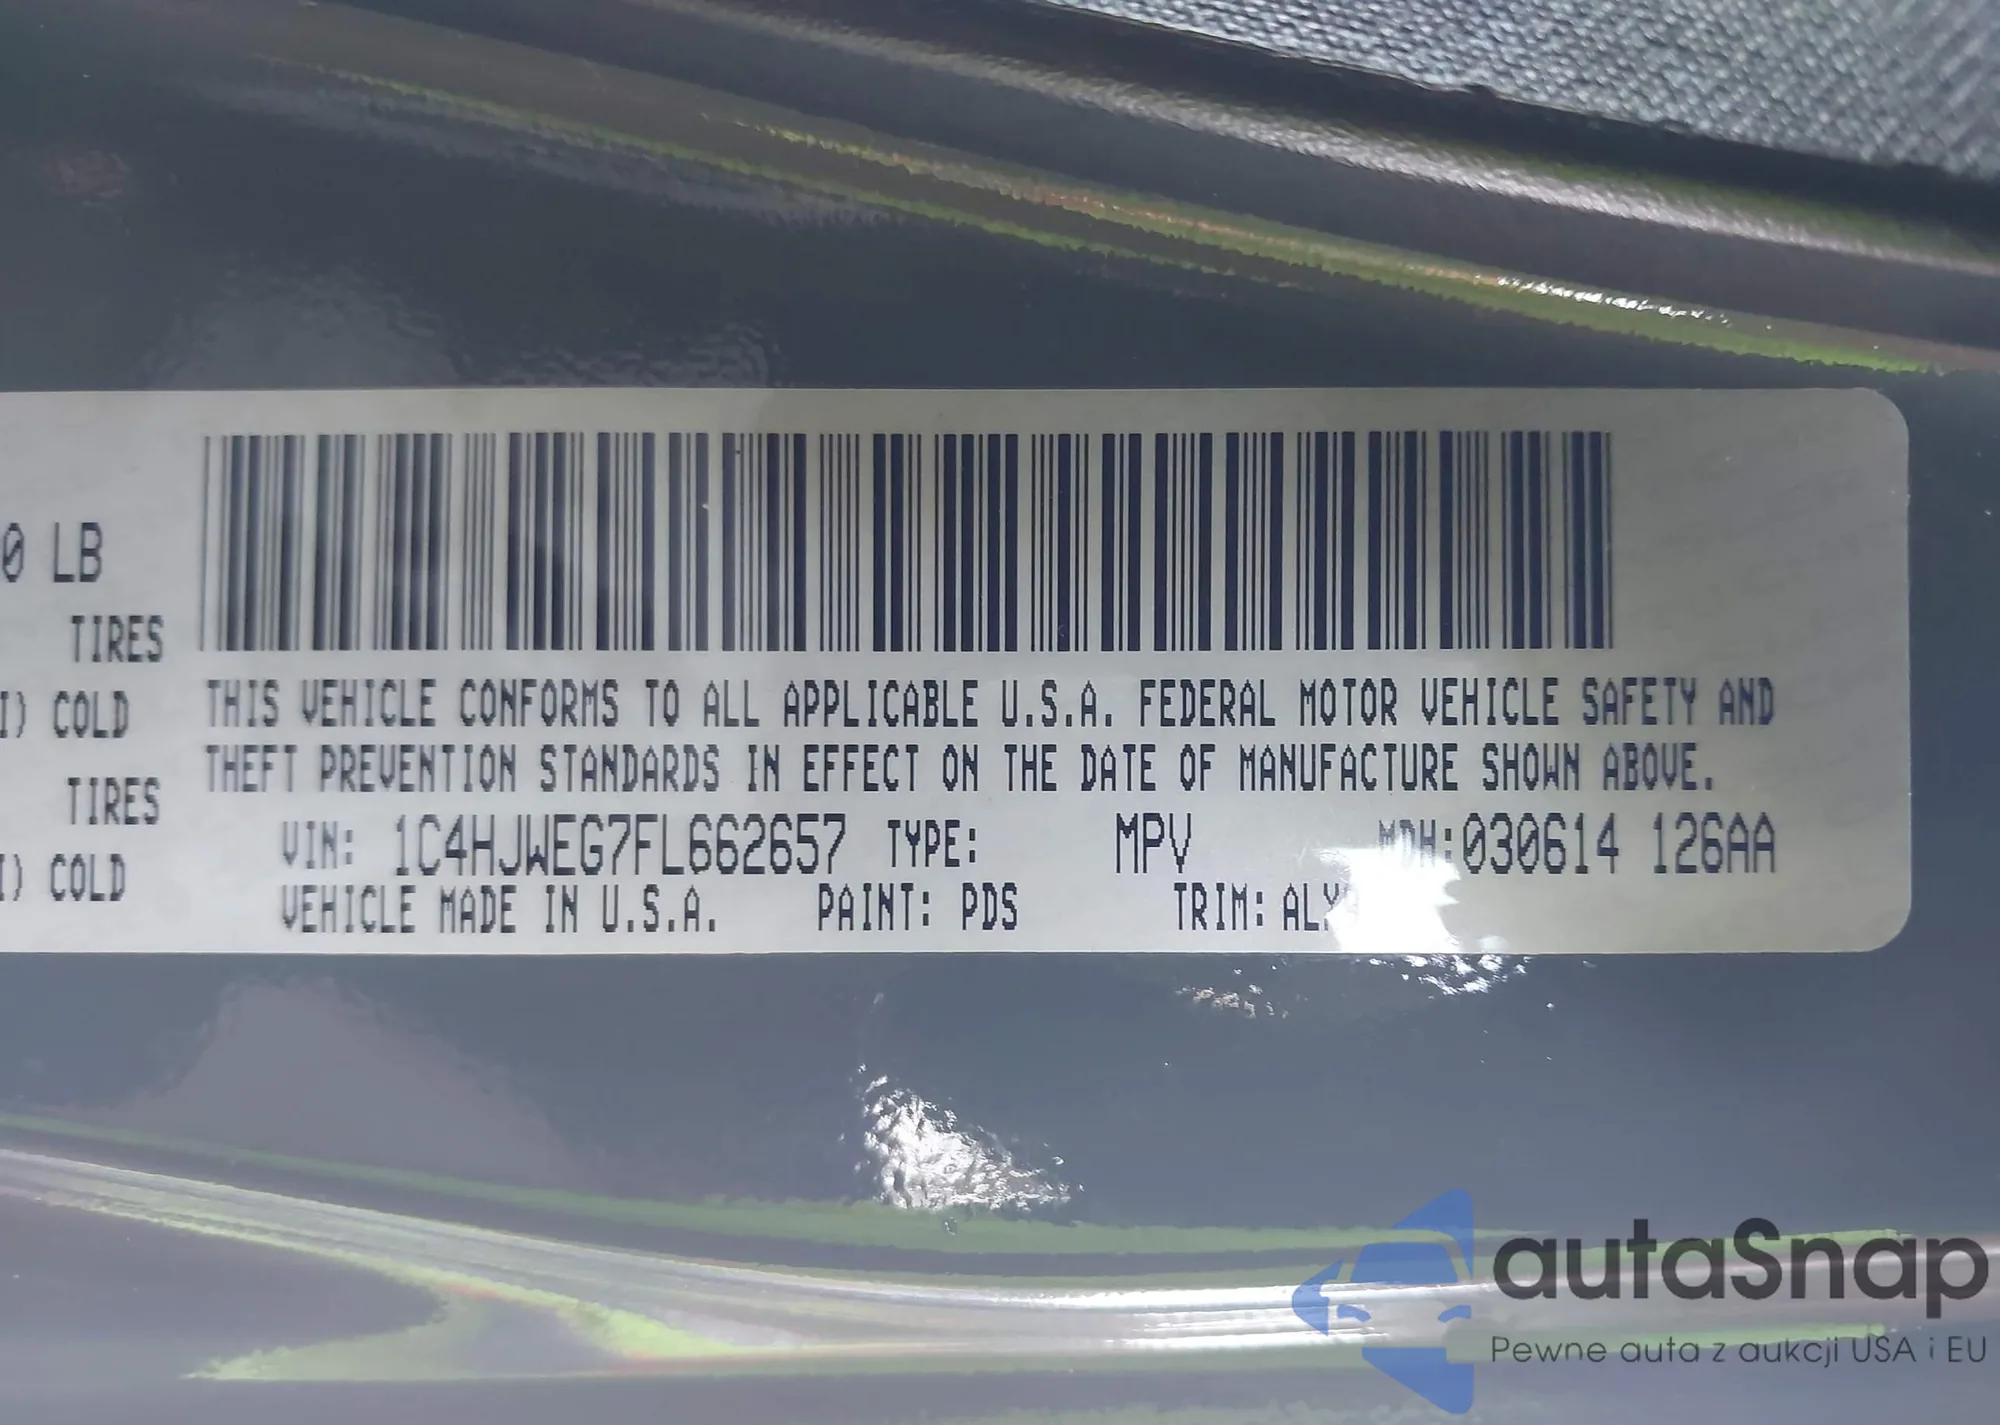 0 LB
TIRES
I) COLD
TIRES
I) COLD
THIS VEHICLE CONFORMS TO ALL APPLICABLE U.S.A. FEDERAL MOTOR VEHICLE SAFETY AND
THEFT PREVENTION STANDARDS IN EFFECT ON THE DATE OF MANUFACTURE SHOWN ABOVE.
VIN: 1C4HJWEG7FL662657 TYPE: MPV MDH:030614 126AA
VEHICLE MADE IN U.S.A. PAINT: PDS TRIM:
autaSnap
Pewne auta z aukcji USA i EU